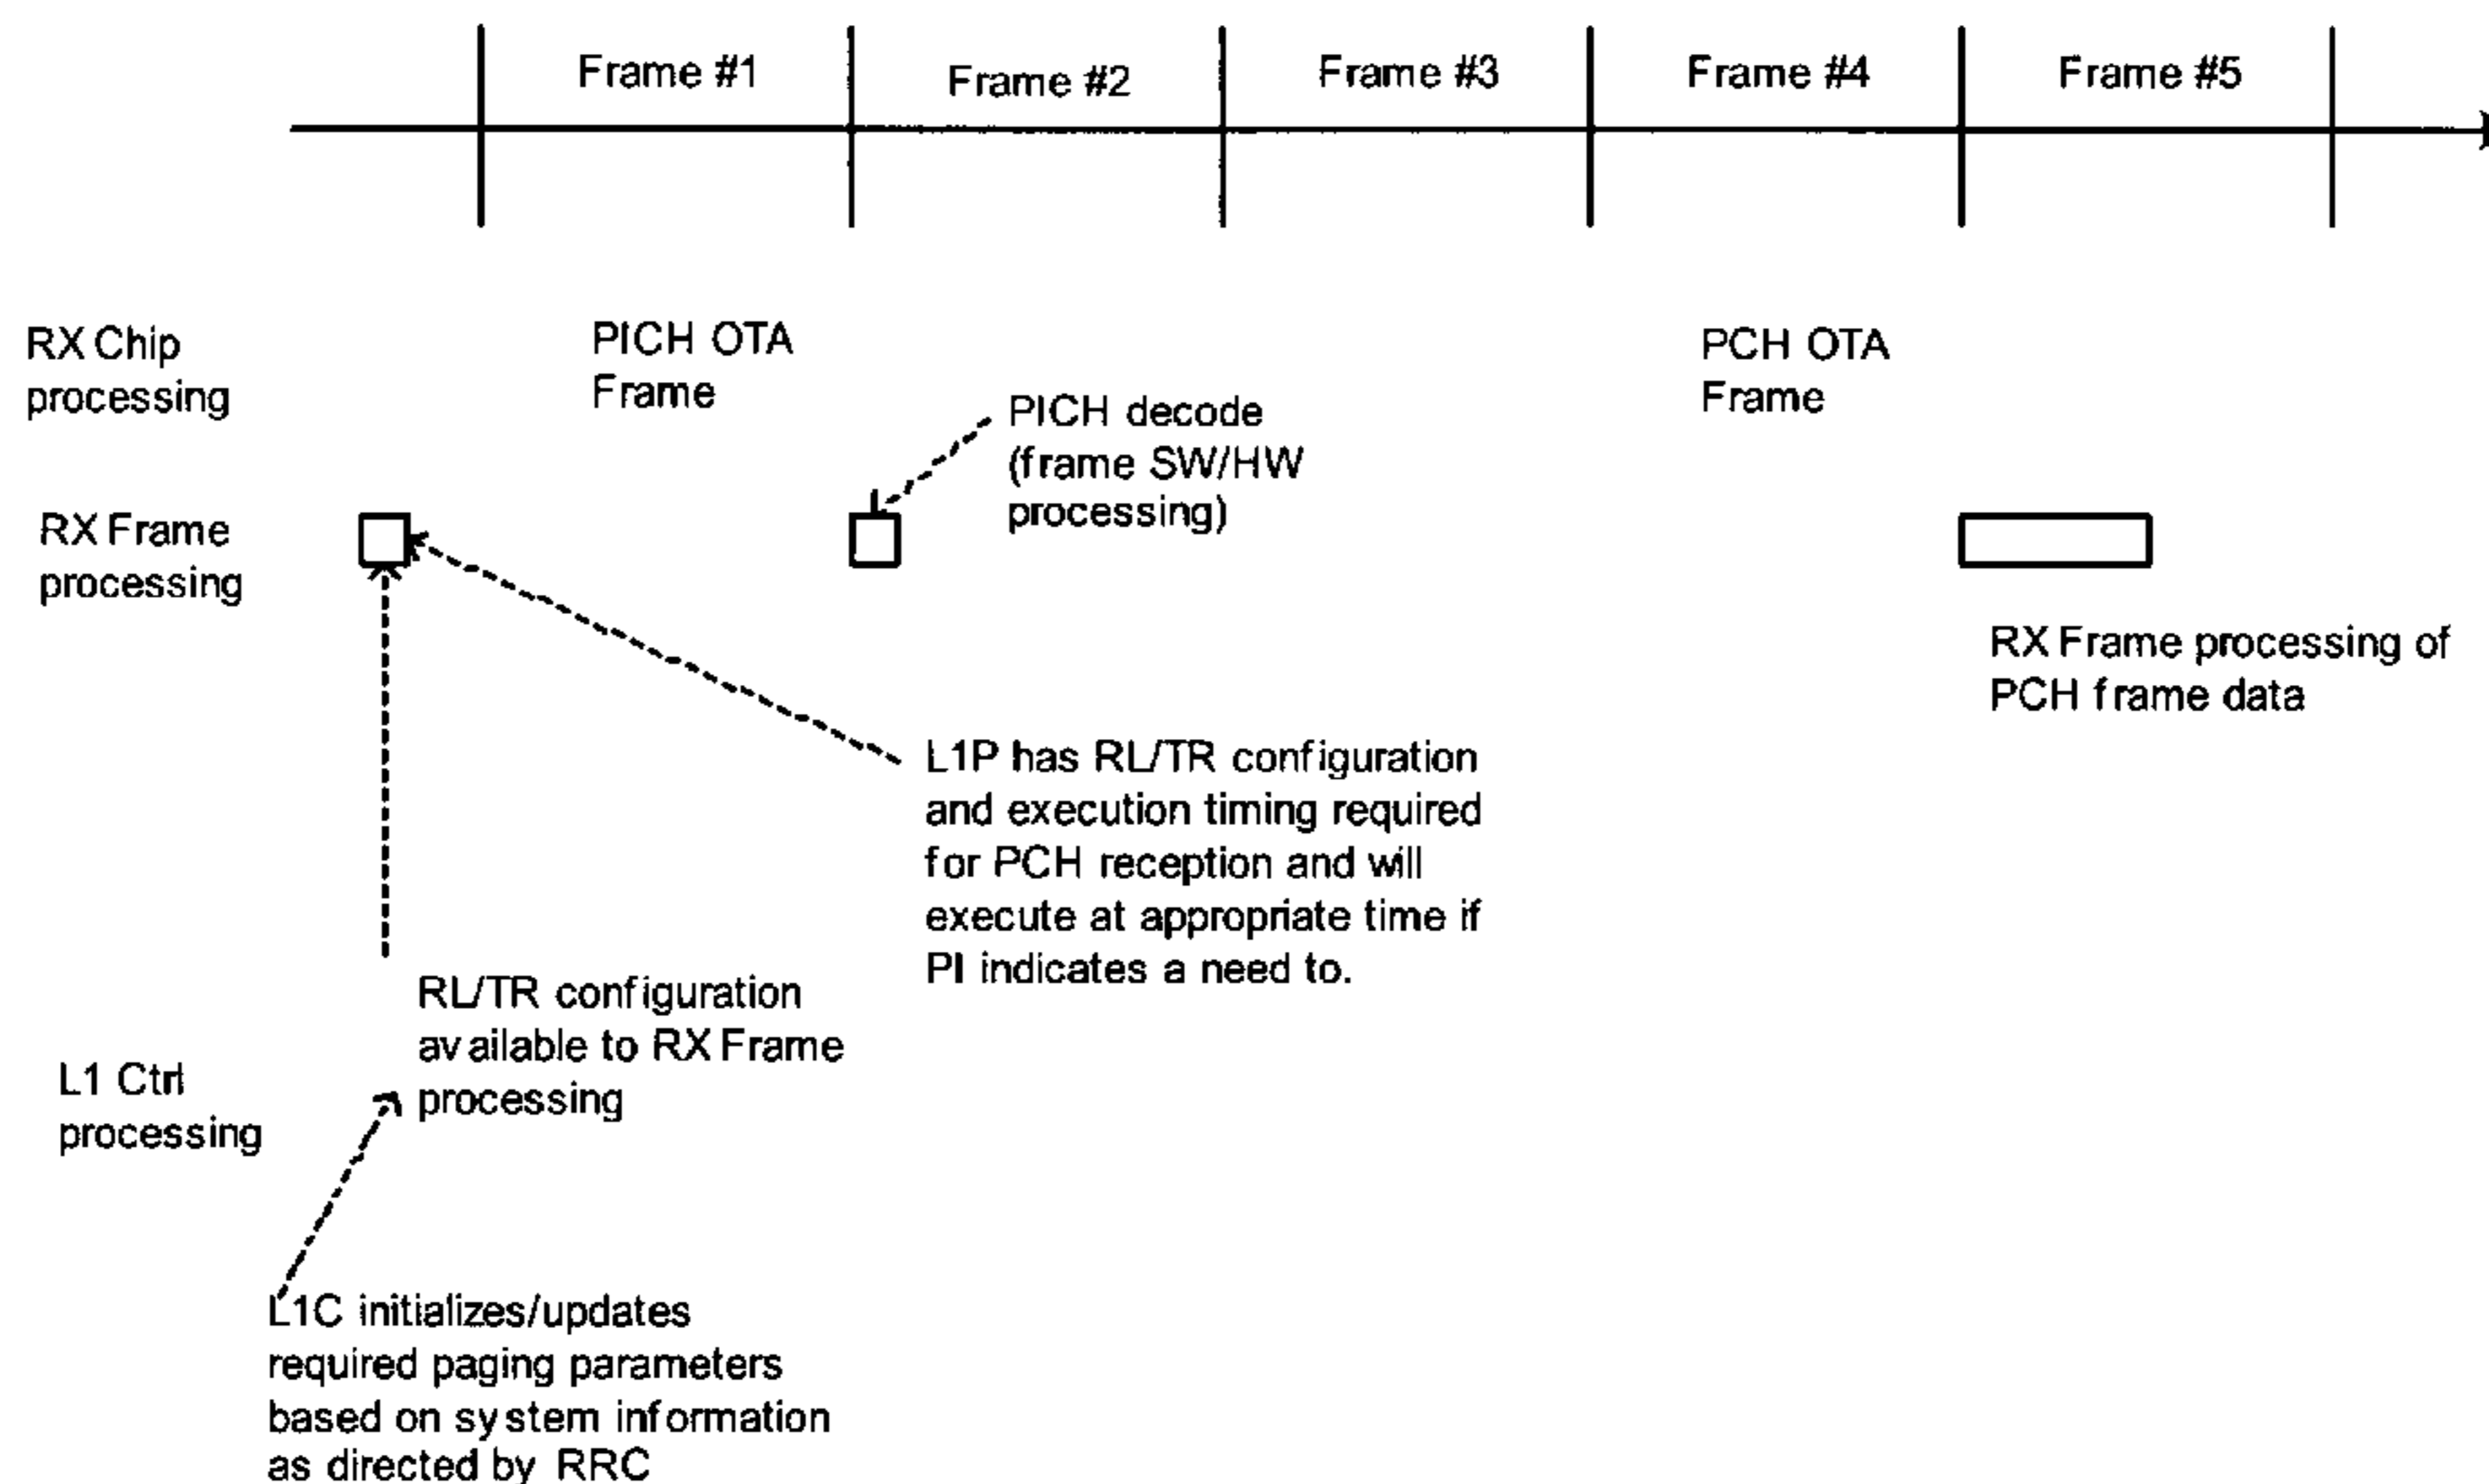 Frame #1
Frame #2
Frame #3
Frame #4
Frame #5
RX Chip
processing
PICH OTA
Frame
PCH OTA
Frame
PICH decode
(frame SW/HW
processing)
RX Frame
processing
RX Frame processing of
PCH frame data
L1P has RL/TR configuration
and execution timing required
for PCH reception and will
execute at appropriate time if
PI indicates a need to.
RL/TR configuration
available to RX Frame
processing
L1 Ctrl
processing
L1C initializes/updates
required paging parameters
based on system information
as directed by RRC